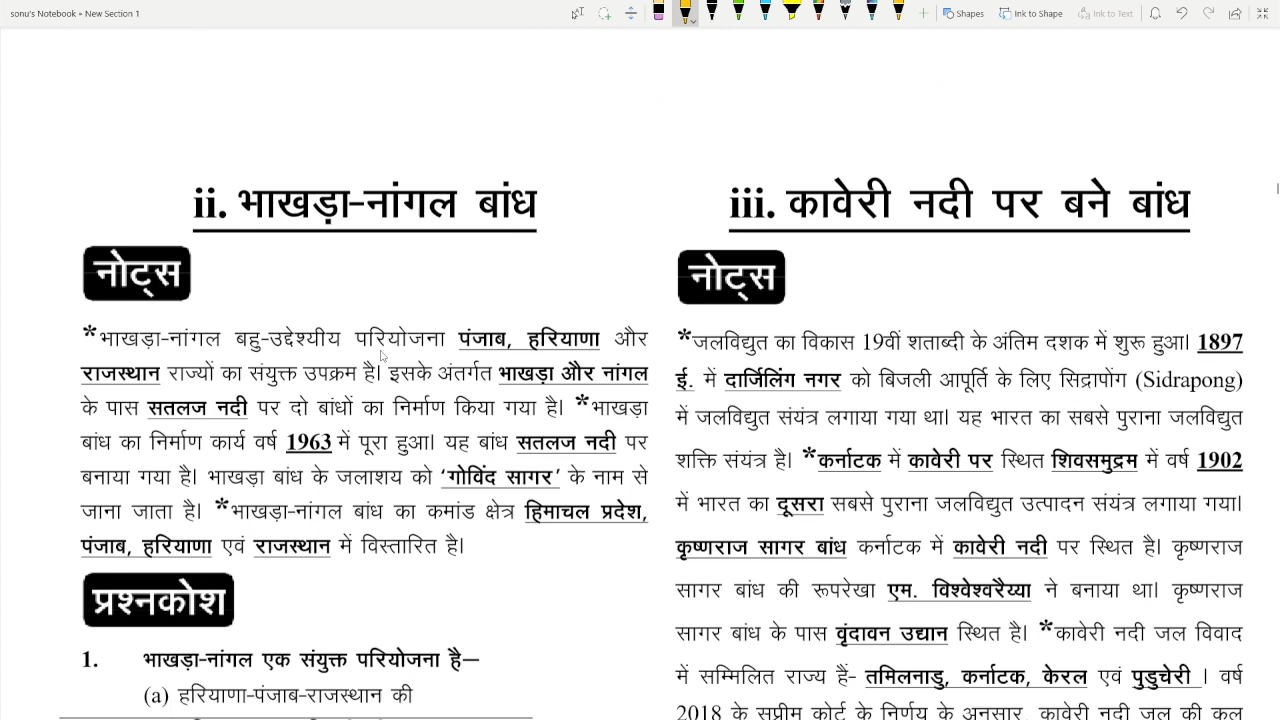 sonu's Notebook » New Section 1
Shapes
Ink to Shape
Ink to Text
ii. भाखड़ा-नांगल बांध
नोट्स
*भाखड़ा-नांगल बहु-उद्देश्यीय परियोजना पंजाब, हरियाणा और
राजस्थान राज्यों का संयुक्त उपक्रम है। इसके अंतर्गत भाखड़ा और नांगल
के पास सतलज नदी पर दो बांधों का निर्माण किया गया है। *भाखड़ा
बांध का निर्माण कार्य वर्ष 1963 में पूरा हुआ। यह बांध सतलज नदी पर
बनाया गया है। भाखड़ा बांध के जलाशय को ‘गोविंद सागर’ के नाम से
जाना जाता है। *भाखड़ा-नांगल बांध का कमांड क्षेत्र हिमाचल प्रदेश,
पंजाब, हरियाणा एवं राजस्थान में विस्तारित है।
प्रश्नकोश
1. भाखड़ा-नांगल एक संयुक्त परियोजना है—
(a) हरियाणा-पंजाब-राजस्थान की
iii. कावेरी नदी पर बने बांध
नोट्स
*जलविद्युत का विकास 19वीं शताब्दी के अंतिम दशक में शुरू हुआ। 1897
ई. में दार्जिलिंग नगर को बिजली आपूर्ति के लिए सिद्रापोंग (Sidrapong)
में जलविद्युत संयंत्र लगाया गया था। यह भारत का सबसे पुराना जलविद्युत
शक्ति संयंत्र है। *कर्नाटक में कावेरी पर स्थित शिवसमुद्रम में वर्ष 1902
में भारत का दूसरा सबसे पुराना जलविद्युत उत्पादन संयंत्र लगाया गया।
कृष्णराज सागर बांध कर्नाटक में कावेरी नदी पर स्थित है। कृष्णराज
सागर बांध की रूपरेखा एम. विश्वेश्वरैय्या ने बनाया था। कृष्णराज
सागर बांध के पास वृंदावन उद्यान स्थित है। *कावेरी नदी जल विवाद
में सम्मिलित राज्य हैं- तमिलनाडु, कर्नाटक, केरल एवं पुडुचेरी । वर्ष
2018 के सुप्रीम कोर्ट के निर्णय के अनुसार, कावेरी नदी जल की कुल